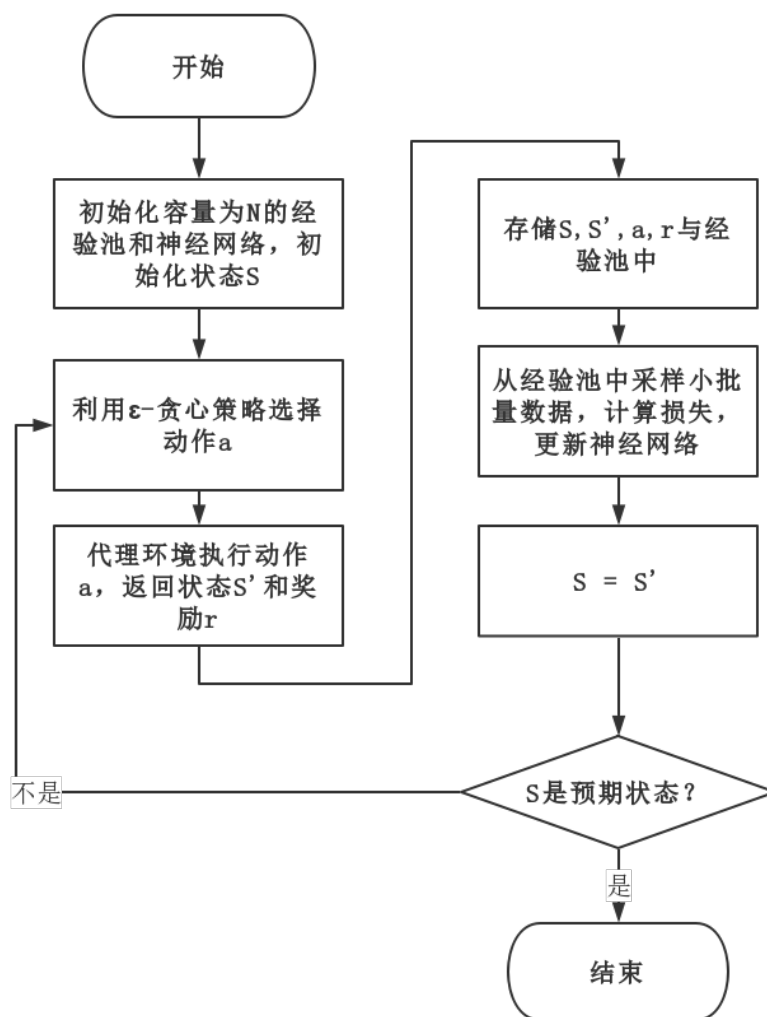 开始
初始化容量为N的经
验池和神经网络，初
始化状态S
利用ε-贪心策略选择
动作a
代理环境执行动作
a，返回状态S'和奖
励r
存储S,S',a,r与经
验池中
从经验池中采样小批
量数据，计算损失，
更新神经网络
S = S'
S是预期状态？
不是
是
结束